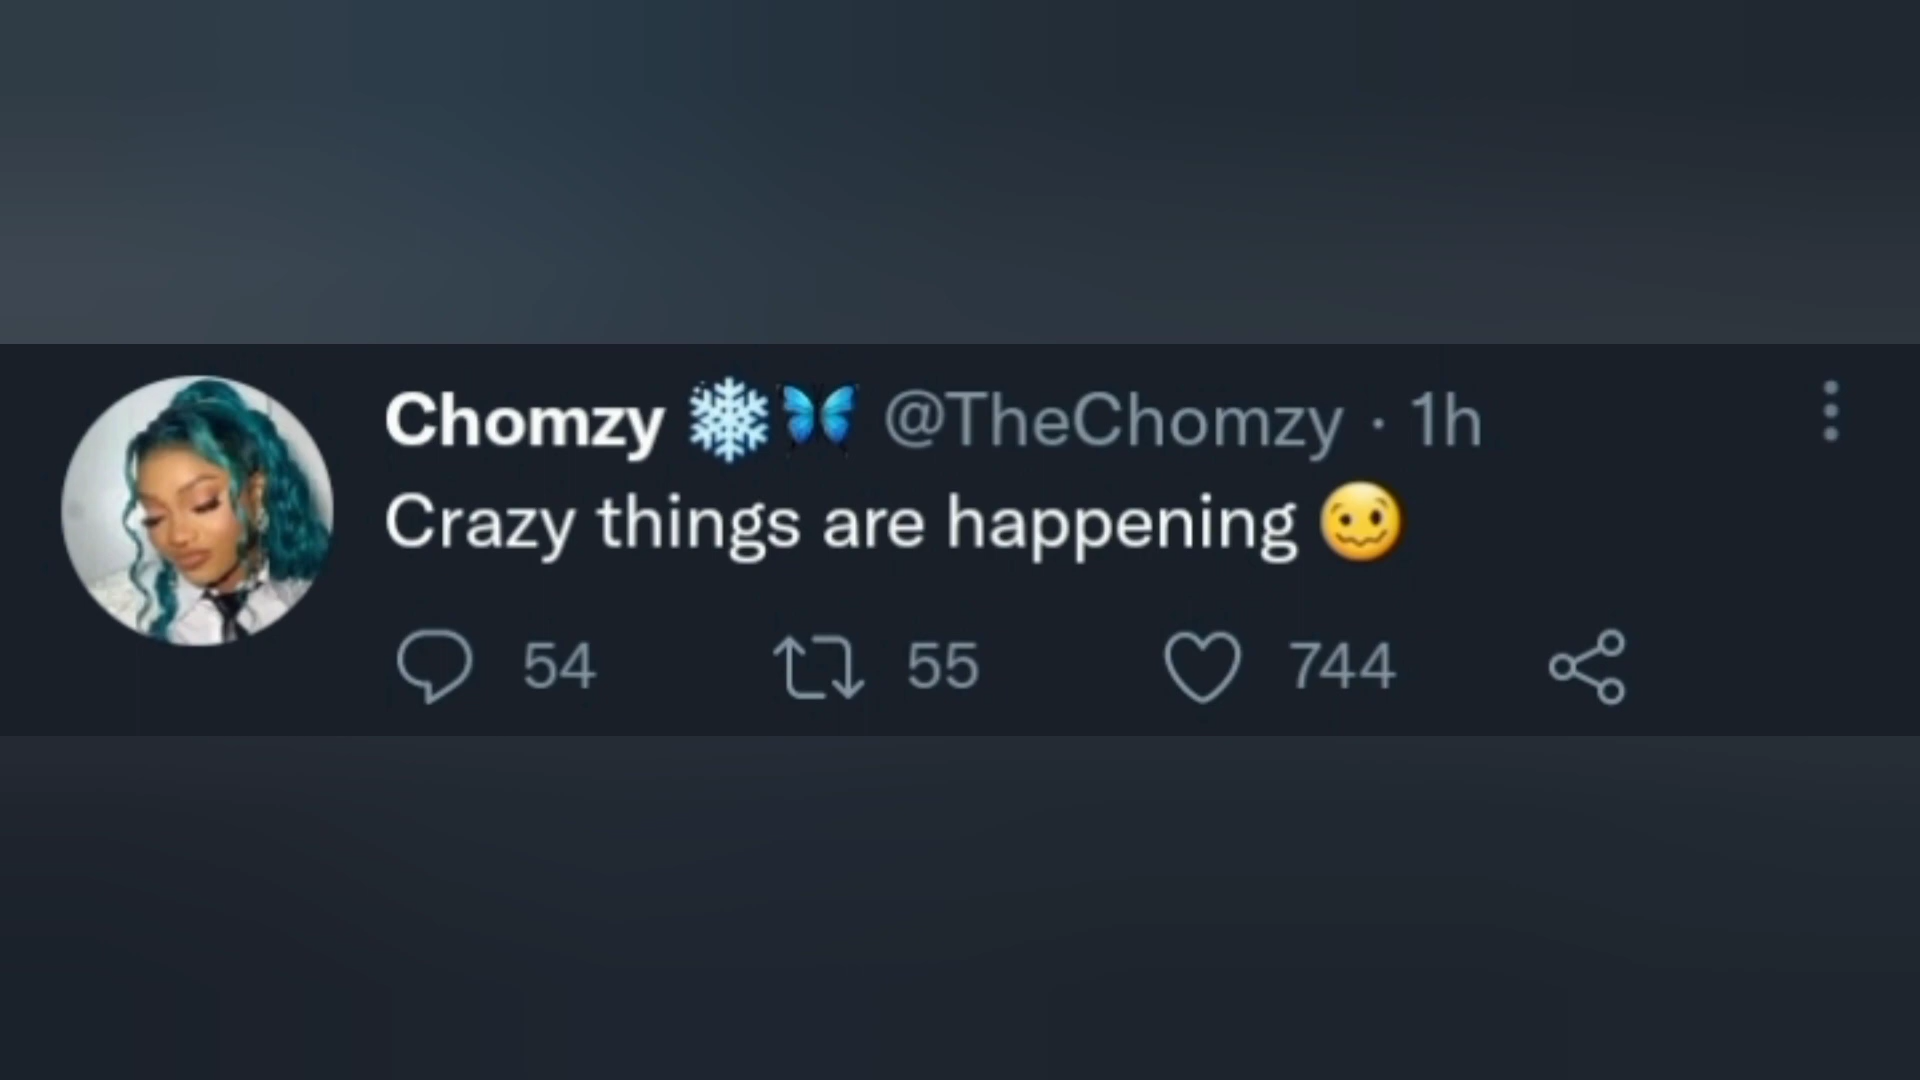 Chomzy ❄️🦋 @TheChomzy · 1h
Crazy things are happening 🥴
54 55 744